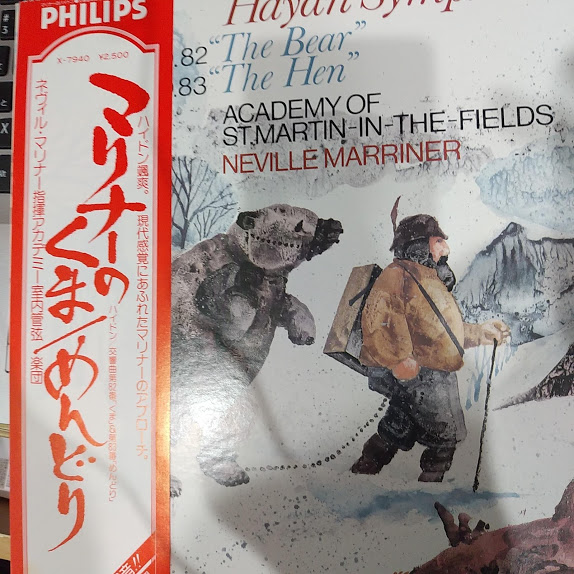 PHILIPS
X-7940 ¥2,500
マリナーの
くま/めんどり
ハイドン颯爽。 現代感覚にあふれたマリナーのアプローチ。
ネヴィル・マリナー指揮アカデミー室内管弦楽団
Haydn Symp
.82 "The Bear"
.83 "The Hen"
ACADEMY OF
ST.MARTIN-IN-THE-FIELDS
NEVILLE MARRINER